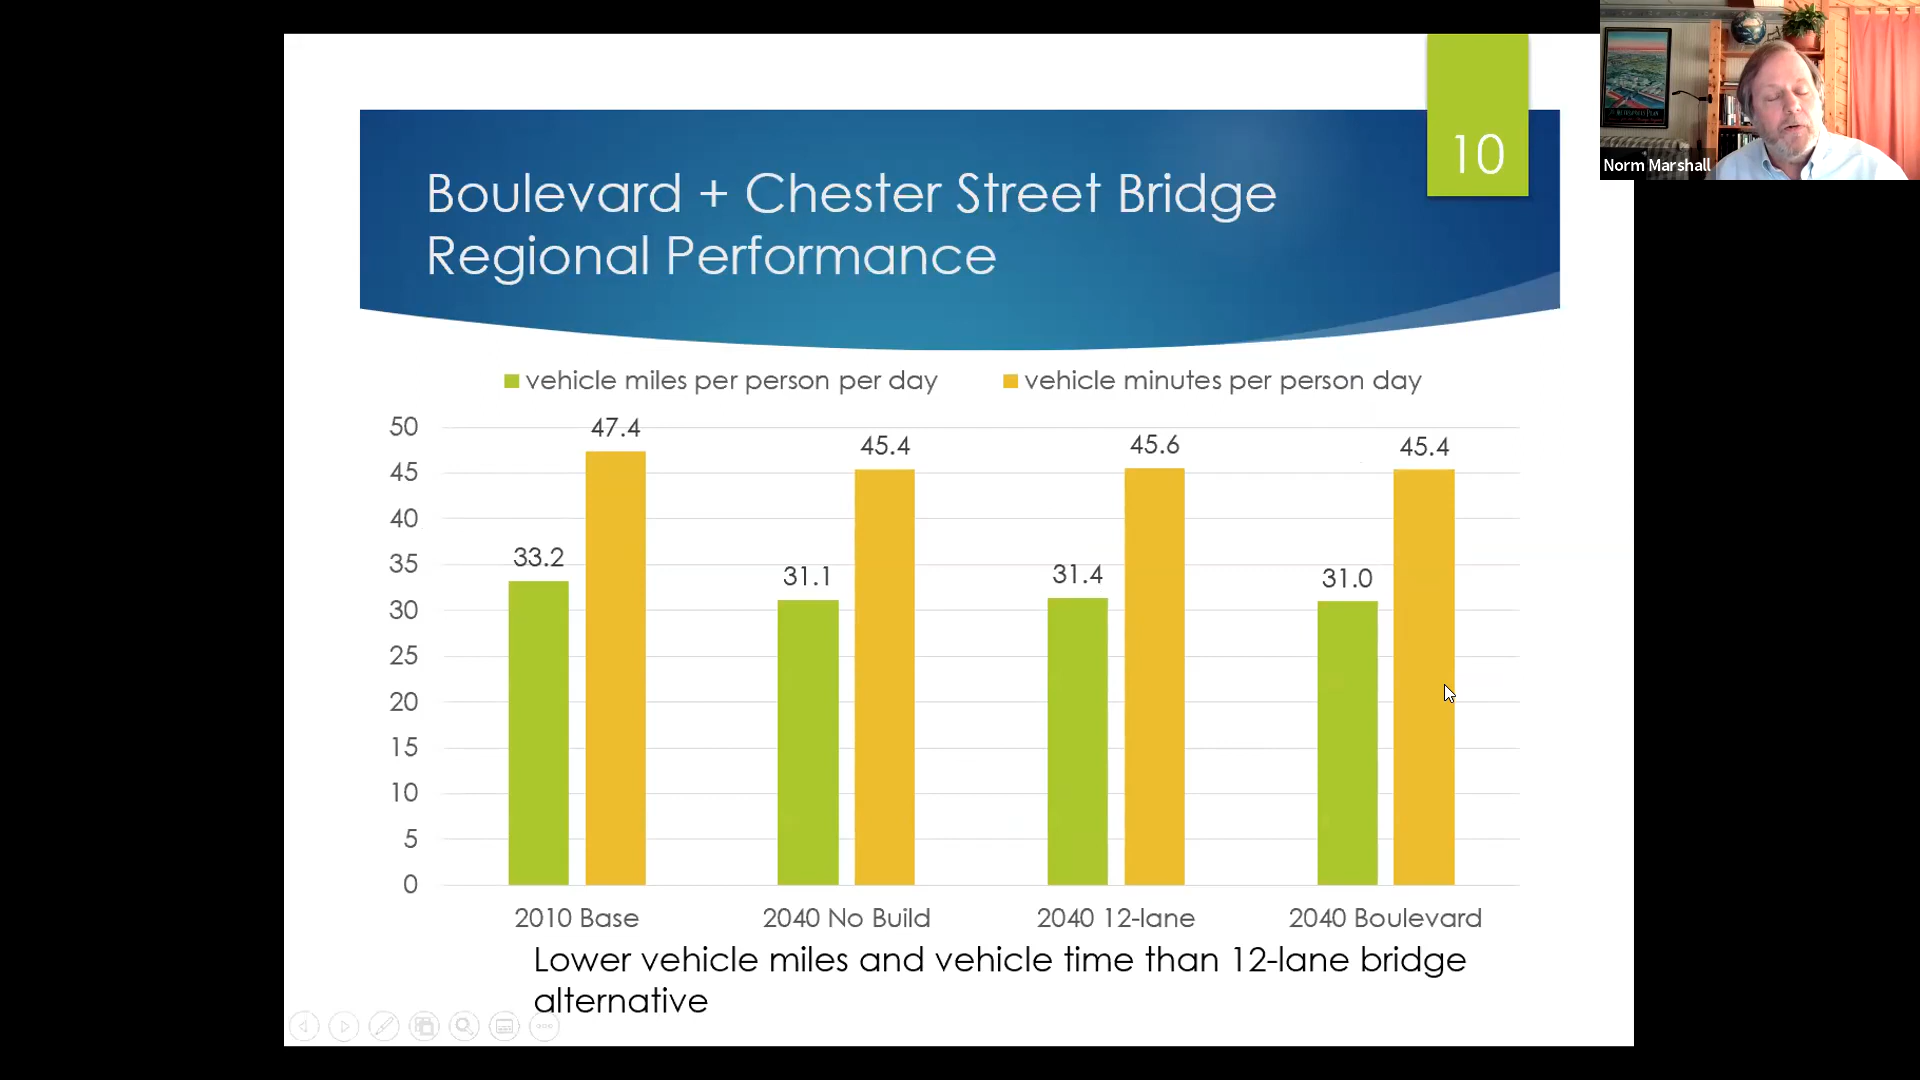 10
Norm Marshall
Boulevard + Chester Street Bridge
Regional Performance
vehicle miles per person per day
vehicle minutes per person day
50
45
40
35
30
25
20
15
10
5
0
33.2
47.4
31.1
45.4
31.4
45.6
31.0
45.4
2010 Base
2040 No Build
2040 12-lane
2040 Boulevard
Lower vehicle miles and vehicle time than 12-lane bridge
alternative